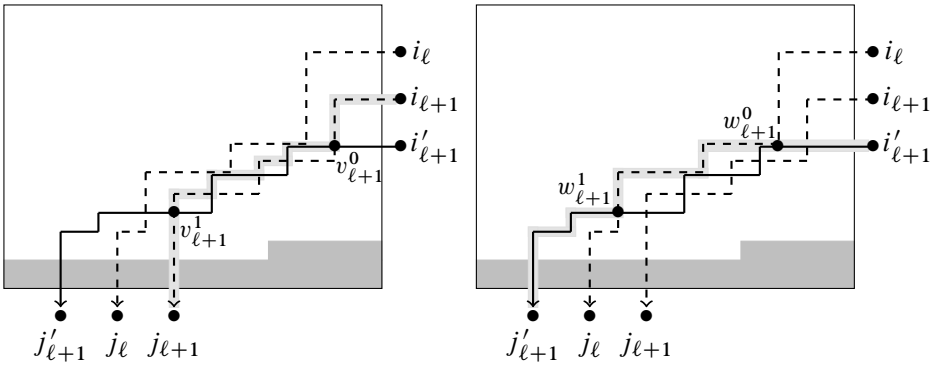 i_ℓ i_ℓ
i_{ℓ+1} w^0_{ℓ+1} i_{ℓ+1}
i'_{ℓ+1} i'_{ℓ+1}
v^0_{ℓ+1}
w^1_{ℓ+1}
v^1_{ℓ+1}
j'_{ℓ+1} j_ℓ j_{ℓ+1} j'_{ℓ+1} j_ℓ j_{ℓ+1}